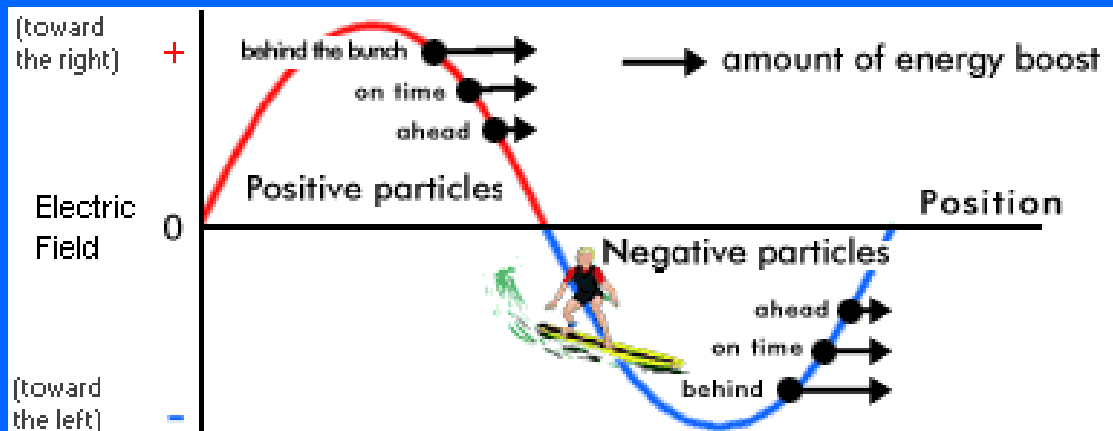 (toward
the right)
+
behind the bunch
on time
ahead
amount of energy boost
Positive particles
Electric
Field
0
Position
Negative particles
ahead
on time
behind
(toward
the left)
-